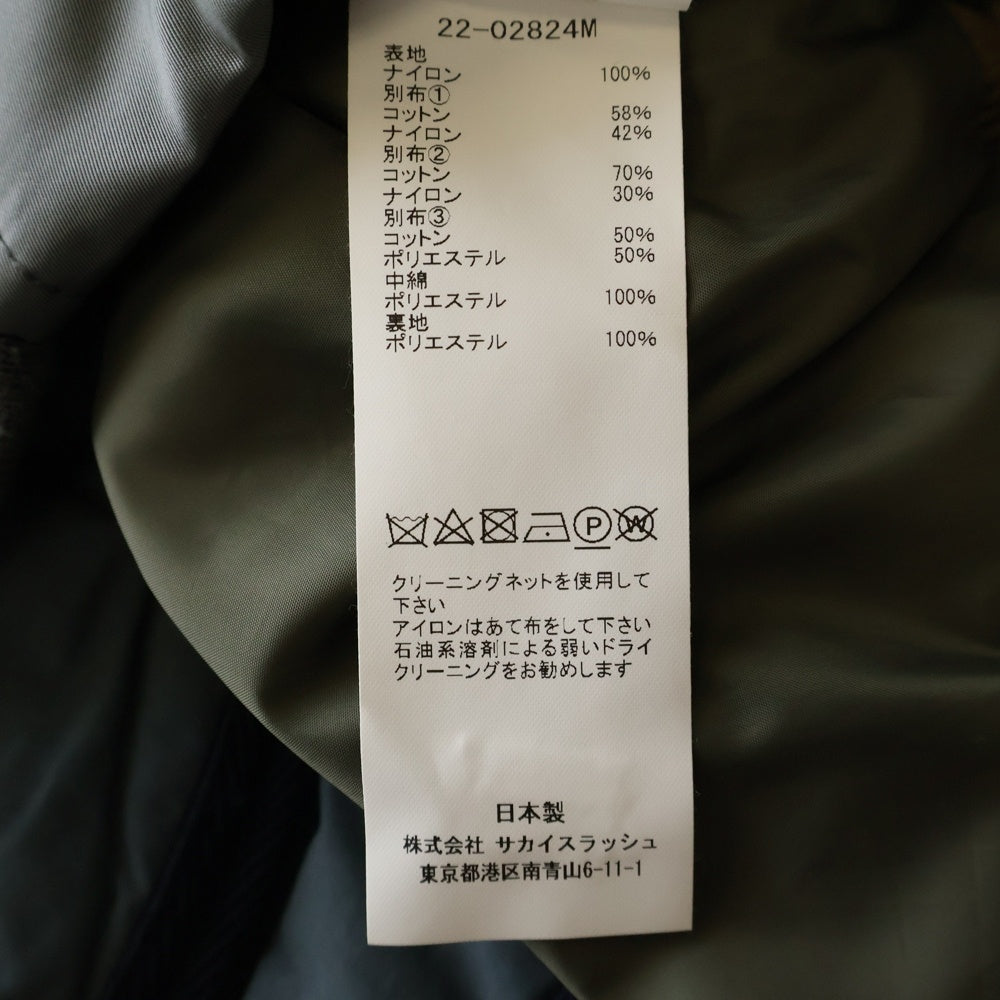 22-02824M
表地
ナイロン 100%
別布①
コットン 58%
ナイロン 42%
別布②
コットン 70%
ナイロン 30%
別布③
コットン 50%
ポリエステル 50%
中綿
ポリエステル 100%
裏地
ポリエステル 100%
P W
クリーニングネットを使用して
下さい
アイロンはあて布をして下さい
石油系溶剤による弱いドライ
クリーニングをお勧めします
日本製
株式会社 サカイスラッシュ
東京都港区南青山6-11-1